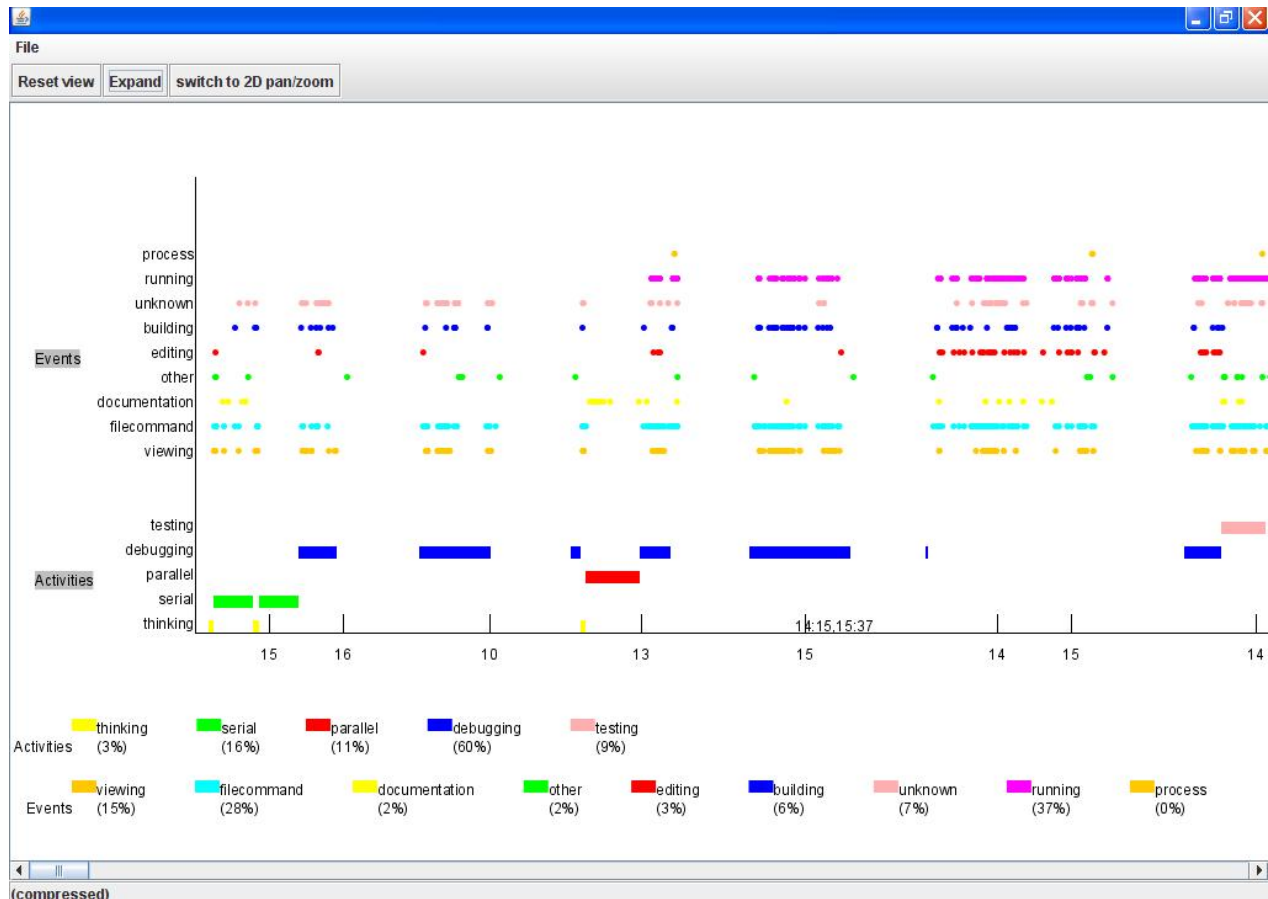 File
Reset view Expand switch to 2D pan/zoom
process
running
unknown
building
editing
Events
other
documentation
filecommand
viewing
testing
debugging
parallel
Activities
serial
thinking
14:15,15:37
15 16 10 13 15 14 15 14
thinking serial parallel debugging testing
Activities (3%) (16%) (11%) (60%) (9%)
viewing filecommand documentation other editing building unknown running process
Events (15%) (28%) (2%) (2%) (3%) (6%) (7%) (37%) (0%)
(compressed)